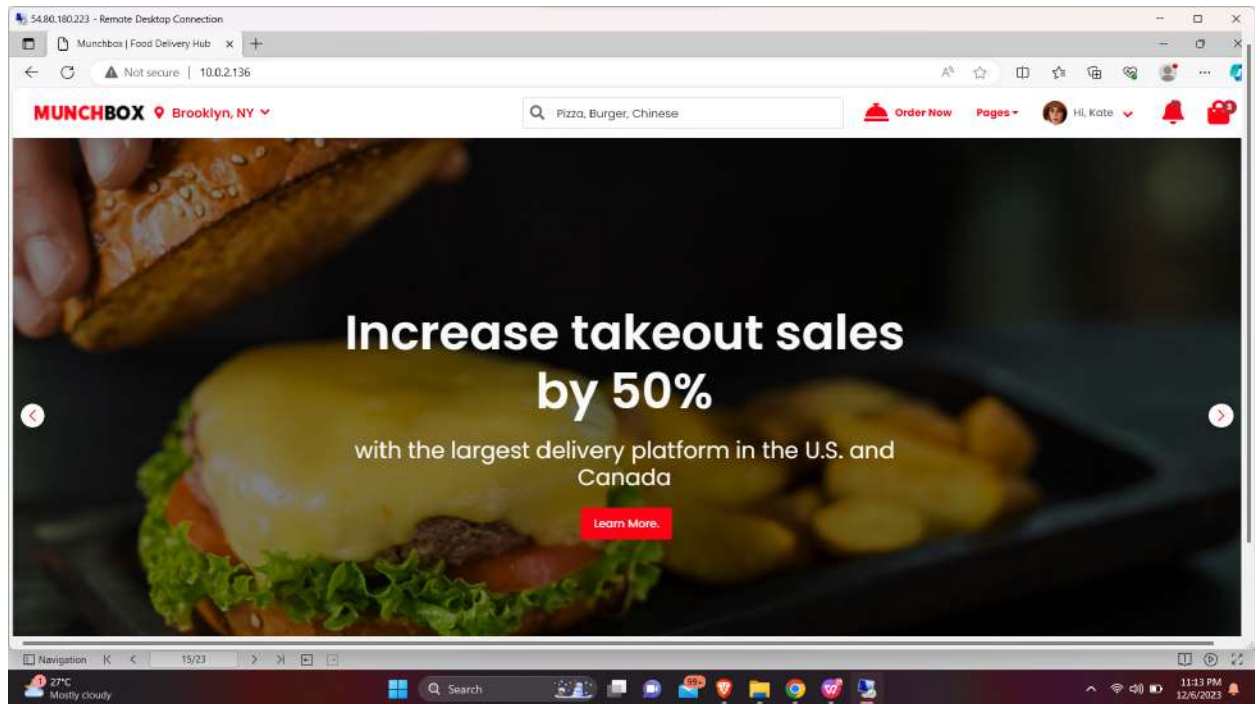 54.80.180.223 - Remote Desktop Connection
Munchbox | Food Delivery Hub
Not secure | 10.0.2.136
MUNCHBOX Brooklyn, NY
Pizza, Burger, Chinese
Order Now
Pages
Hi, Kate
3
Increase takeout sales
by 50%
with the largest delivery platform in the U.S. and
Canada
Learn More.
Navigation
15/23
1
27°C
Mostly cloudy
Search
99+
11:13 PM
12/6/2023